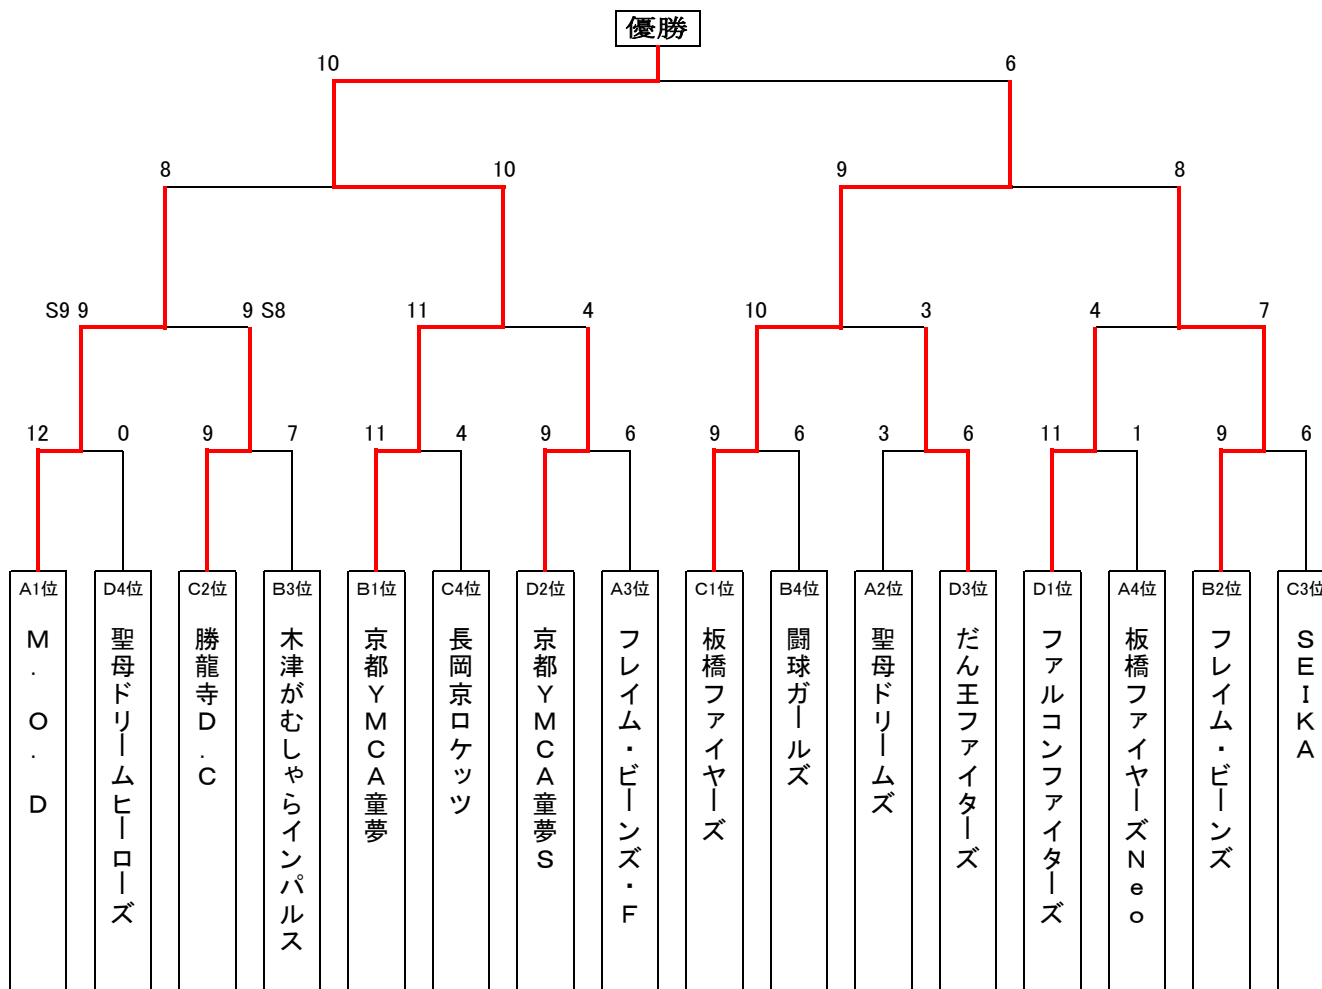 優勝
10 6
8 10 9 8
S9 9 9 S8 11 4 10 3 4 7
12 0 9 7 11 4 9 6 9 6 3 6 11 1 9 6
A1位 D4位 C2位 B3位 B1位 C4位 D2位 A3位 C1位 B4位 A2位 D3位 D1位 A4位 B2位 C3位
M.O.D
聖母ドリームヒーローズ
勝龍寺D.C
木津がむしゃらインパルス
京都YMCA童夢
長岡京ロケッツ
京都YMCA童夢S
フレイム・ビーンズ・F
板橋ファイヤーズ
闘球ガールズ
聖母ドリームズ
だん王ファイターズ
ファルコンファイターズ
板橋ファイヤーズNeo
フレイム・ビーンズ
SEIKA